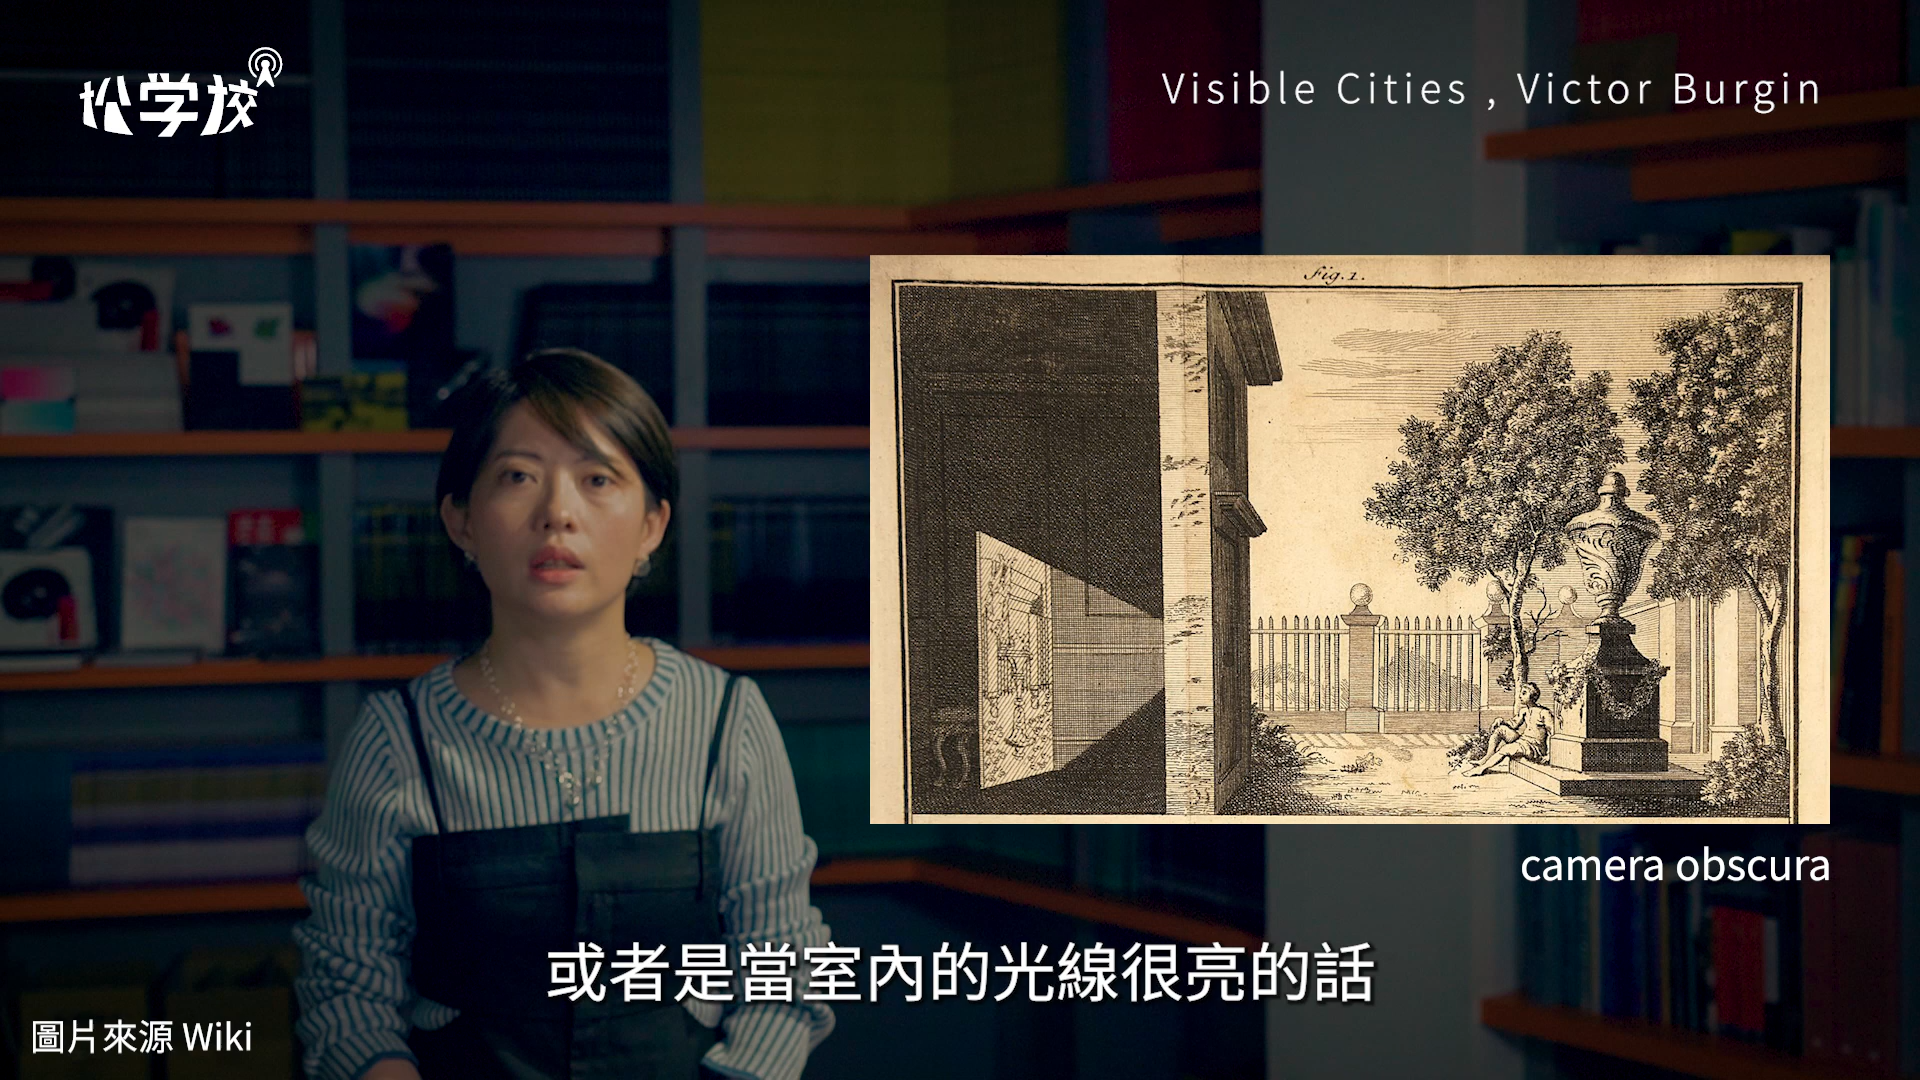 松学校
Visible Cities , Victor Burgin
Fig.1.
camera obscura
或者是當室內的光線很亮的話
圖片來源 Wiki